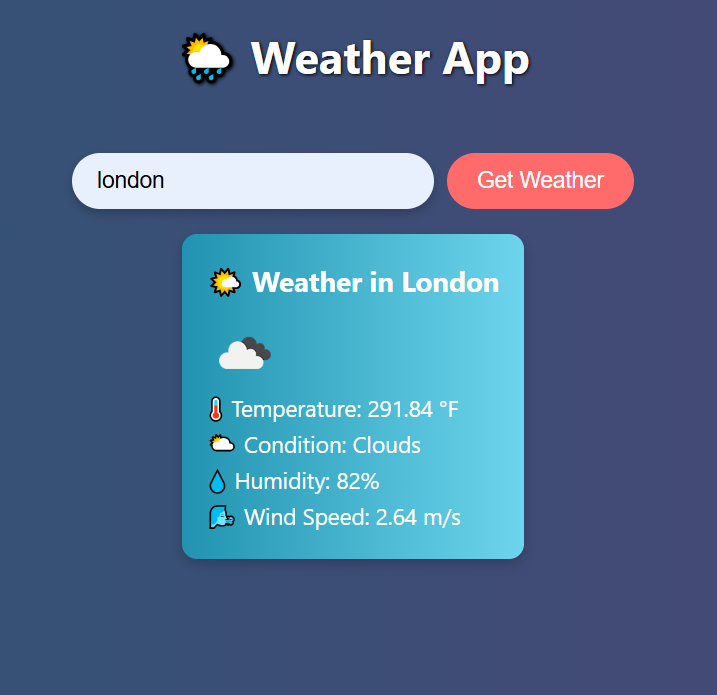 Weather App
london
Get Weather
Weather in London
Temperature: 291.84 °F
Condition: Clouds
Humidity: 82%
Wind Speed: 2.64 m/s